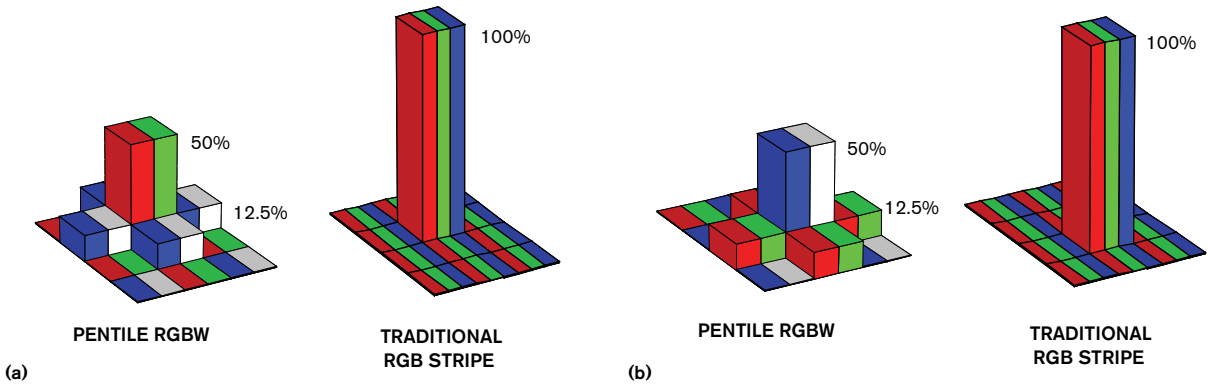 50%
12.5%
PENTILE RGBW
100%
TRADITIONAL
RGB STRIPE
(a)
50%
12.5%
PENTILE RGBW
100%
TRADITIONAL
RGB STRIPE
(b)